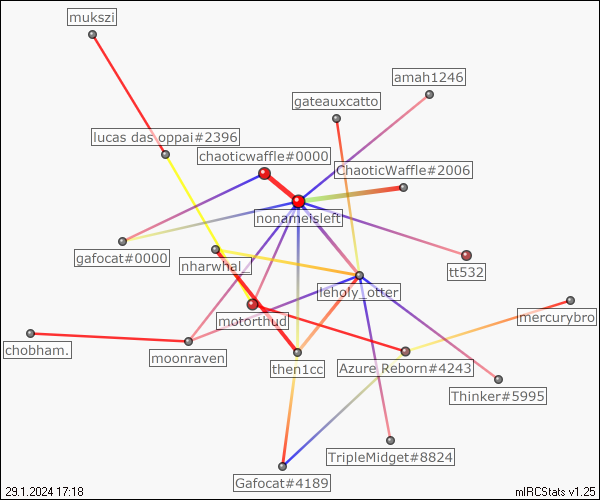 mukszi
amah1246
gateauxcatto
lucas das oppai#2396
chaoticwaffle#0000
ChaoticWaffle#2006
nonameisleft
gafocat#0000
nharwhal_
tt532
leholy_otter
motorthud
mercurybro
chobham.
moonraven
then1cc
Azure Reborn#4243
Thinker#5995
TripleMidget#8824
Gafocat#4189
29.1.2024 17:18
mIRCStats v1.25